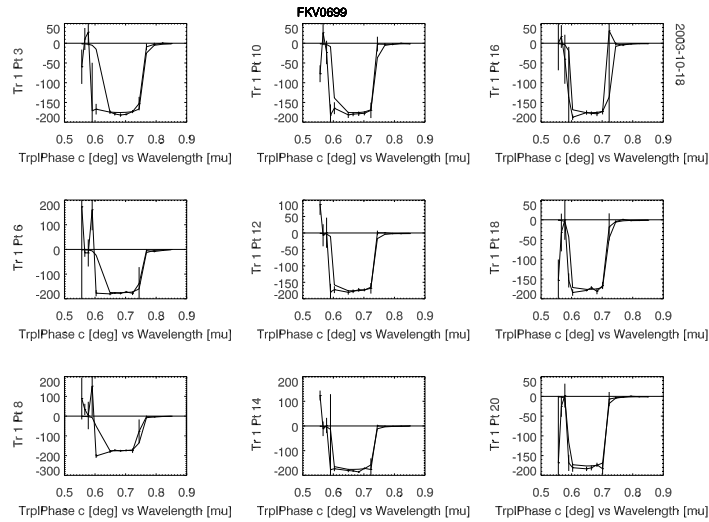 FKV0699
2003-10-18
Tr 1 Pt 3
50
0
-50
-100
-150
-200
0.5 0.6 0.7 0.8 0.9
TrplPhase c [deg] vs Wavelength [mu]
Tr 1 Pt 10
50
0
-50
-100
-150
-200
0.5 0.6 0.7 0.8 0.9
TrplPhase c [deg] vs Wavelength [mu]
Tr 1 Pt 16
50
0
-50
-100
-150
-200
0.5 0.6 0.7 0.8 0.9
TrplPhase c [deg] vs Wavelength [mu]
Tr 1 Pt 6
200
100
0
-100
-200
0.5 0.6 0.7 0.8 0.9
TrplPhase c [deg] vs Wavelength [mu]
Tr 1 Pt 12
100
50
0
-50
-100
-150
-200
0.5 0.6 0.7 0.8 0.9
TrplPhase c [deg] vs Wavelength [mu]
Tr 1 Pt 18
50
0
-50
-100
-150
-200
0.5 0.6 0.7 0.8 0.9
TrplPhase c [deg] vs Wavelength [mu]
Tr 1 Pt 8
200
100
0
-100
-200
-300
0.5 0.6 0.7 0.8 0.9
TrplPhase c [deg] vs Wavelength [mu]
Tr 1 Pt 14
200
100
0
-100
-200
0.5 0.6 0.7 0.8 0.9
TrplPhase c [deg] vs Wavelength [mu]
Tr 1 Pt 20
50
0
-50
-100
-150
-200
0.5 0.6 0.7 0.8 0.9
TrplPhase c [deg] vs Wavelength [mu]